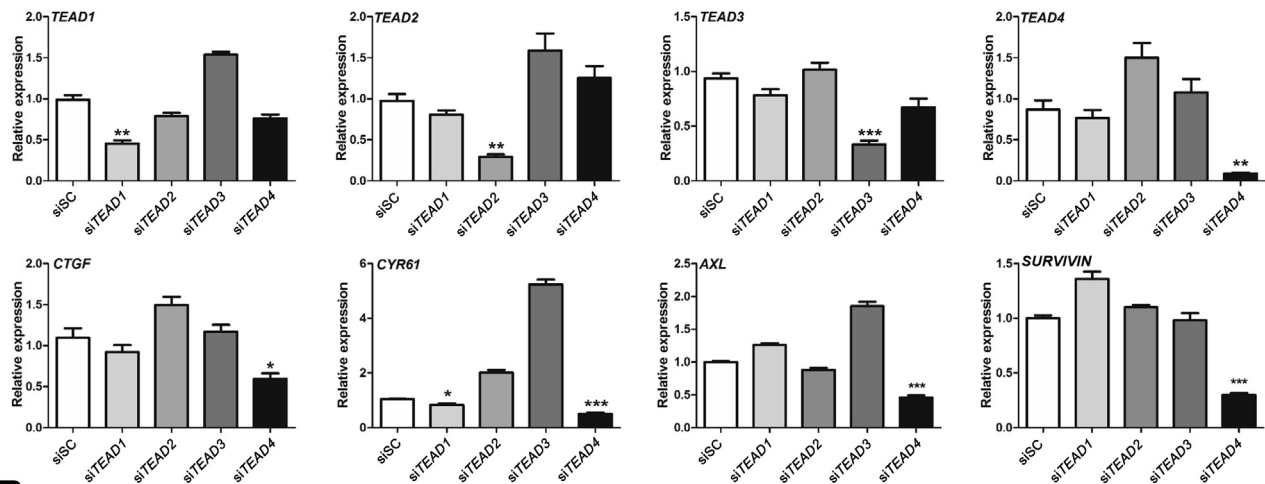 TEAD1
Relative expression
2.0
1.5
1.0
0.5
0.0
**
siSC
siTEAD1
siTEAD2
siTEAD3
siTEAD4
TEAD2
Relative expression
2.0
1.5
1.0
0.5
0.0
**
siSC
siTEAD1
siTEAD2
siTEAD3
siTEAD4
TEAD3
Relative expression
1.5
1.0
0.5
0.0
***
siSC
siTEAD1
siTEAD2
siTEAD3
siTEAD4
TEAD4
Relative expression
2.0
1.5
1.0
0.5
0.0
**
siSC
siTEAD1
siTEAD2
siTEAD3
siTEAD4
CTGF
Relative expression
2.0
1.5
1.0
0.5
0.0
*
siSC
siTEAD1
siTEAD2
siTEAD3
siTEAD4
CYR61
Relative expression
6
4
2
0
*
***
siSC
siTEAD1
siTEAD2
siTEAD3
siTEAD4
AXL
Relative expression
2.5
2.0
1.5
1.0
0.5
0.0
***
siSC
siTEAD1
siTEAD2
siTEAD3
siTEAD4
SURVIVIN
Relative expression
1.5
1.0
0.5
0.0
***
siSC
siTEAD1
siTEAD2
siTEAD3
siTEAD4